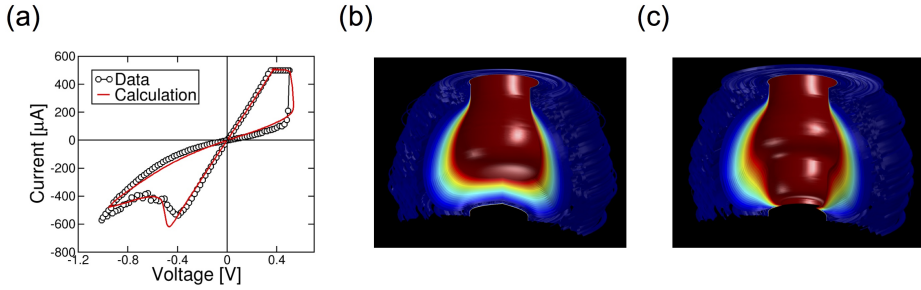 (a)
(b)
(c)
600
400
200
0
-200
-400
-600
-800
Current [µA]
Data
Calculation
-1.2
-0.8
-0.4
0
0.4
Voltage [V]